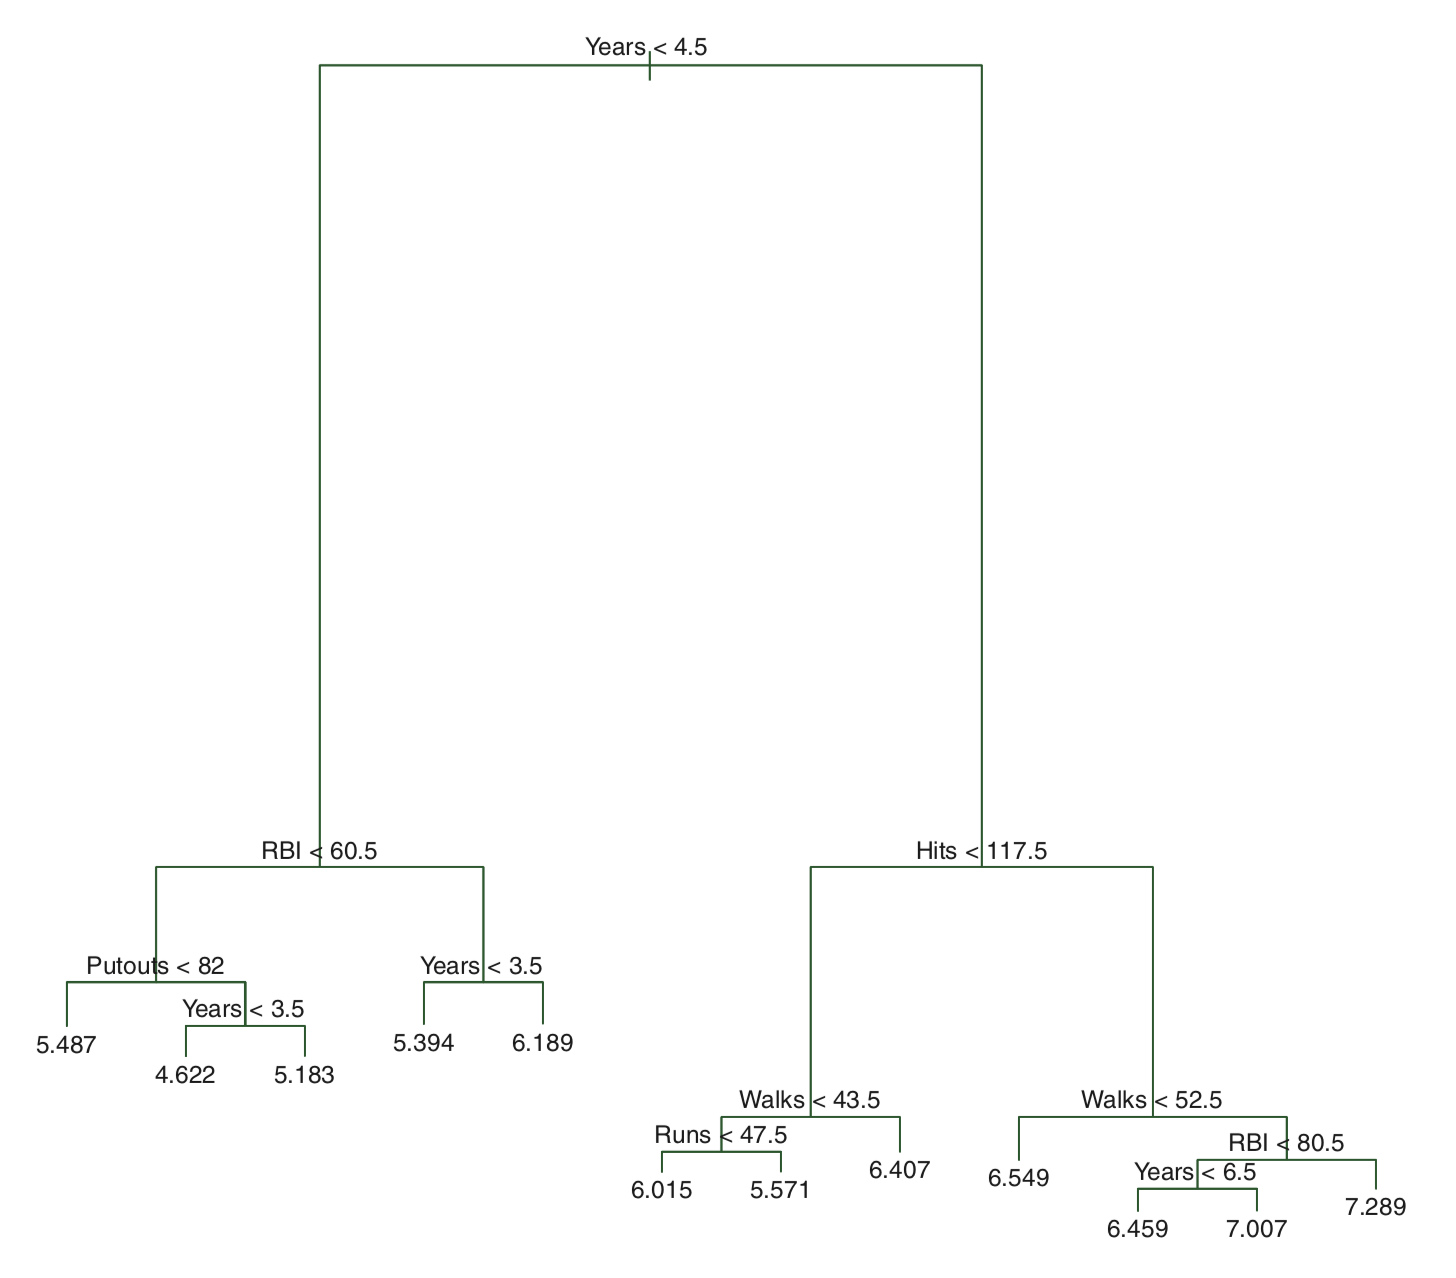 Years < 4.5
RBI < 60.5
Hits < 117.5
Putouts < 82
Years < 3.5
Years < 3.5
5.487
5.394
6.189
4.622
5.183
Walks < 43.5
Walks < 52.5
Runs < 47.5
RBI < 80.5
6.407
6.549
Years < 6.5
6.015
5.571
7.289
6.459
7.007